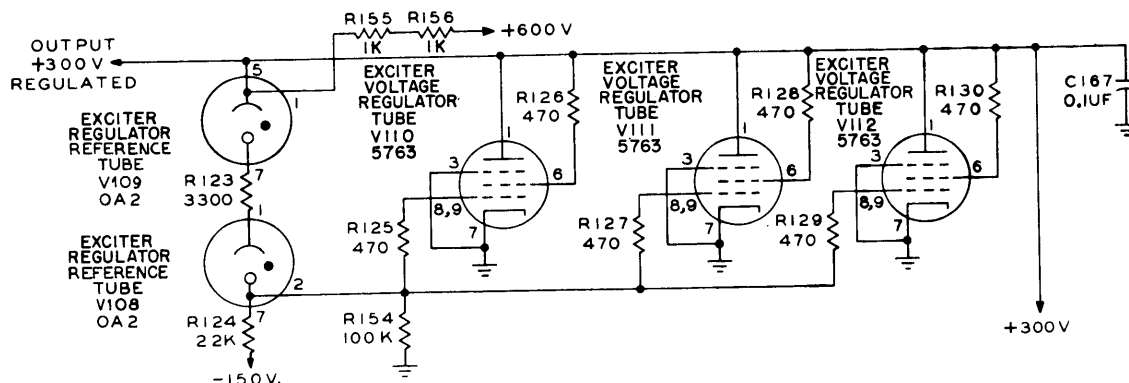 R155 R156
1K 1K
+600V
OUTPUT
+300V
REGULATED
5
1
EXCITER
REGULATOR
REFERENCE
TUBE
V109
OA2
7
R123
3300
1
EXCITER
REGULATOR
REFERENCE
TUBE
V108
OA2
2
7
R124
22K
-150V.
EXCITER
VOLTAGE
REGULATOR
TUBE
V110
5763
R126
470
1
3
6
8,9
7
R125
470
R154
100K
EXCITER
VOLTAGE
REGULATOR
TUBE
V111
5763
R128
470
1
3
6
8,9
7
R127
470
EXCITER
VOLTAGE
REGULATOR
TUBE
V112
5763
R130
470
1
3
6
8,9
7
R129
470
C167
0.1UF
+300V